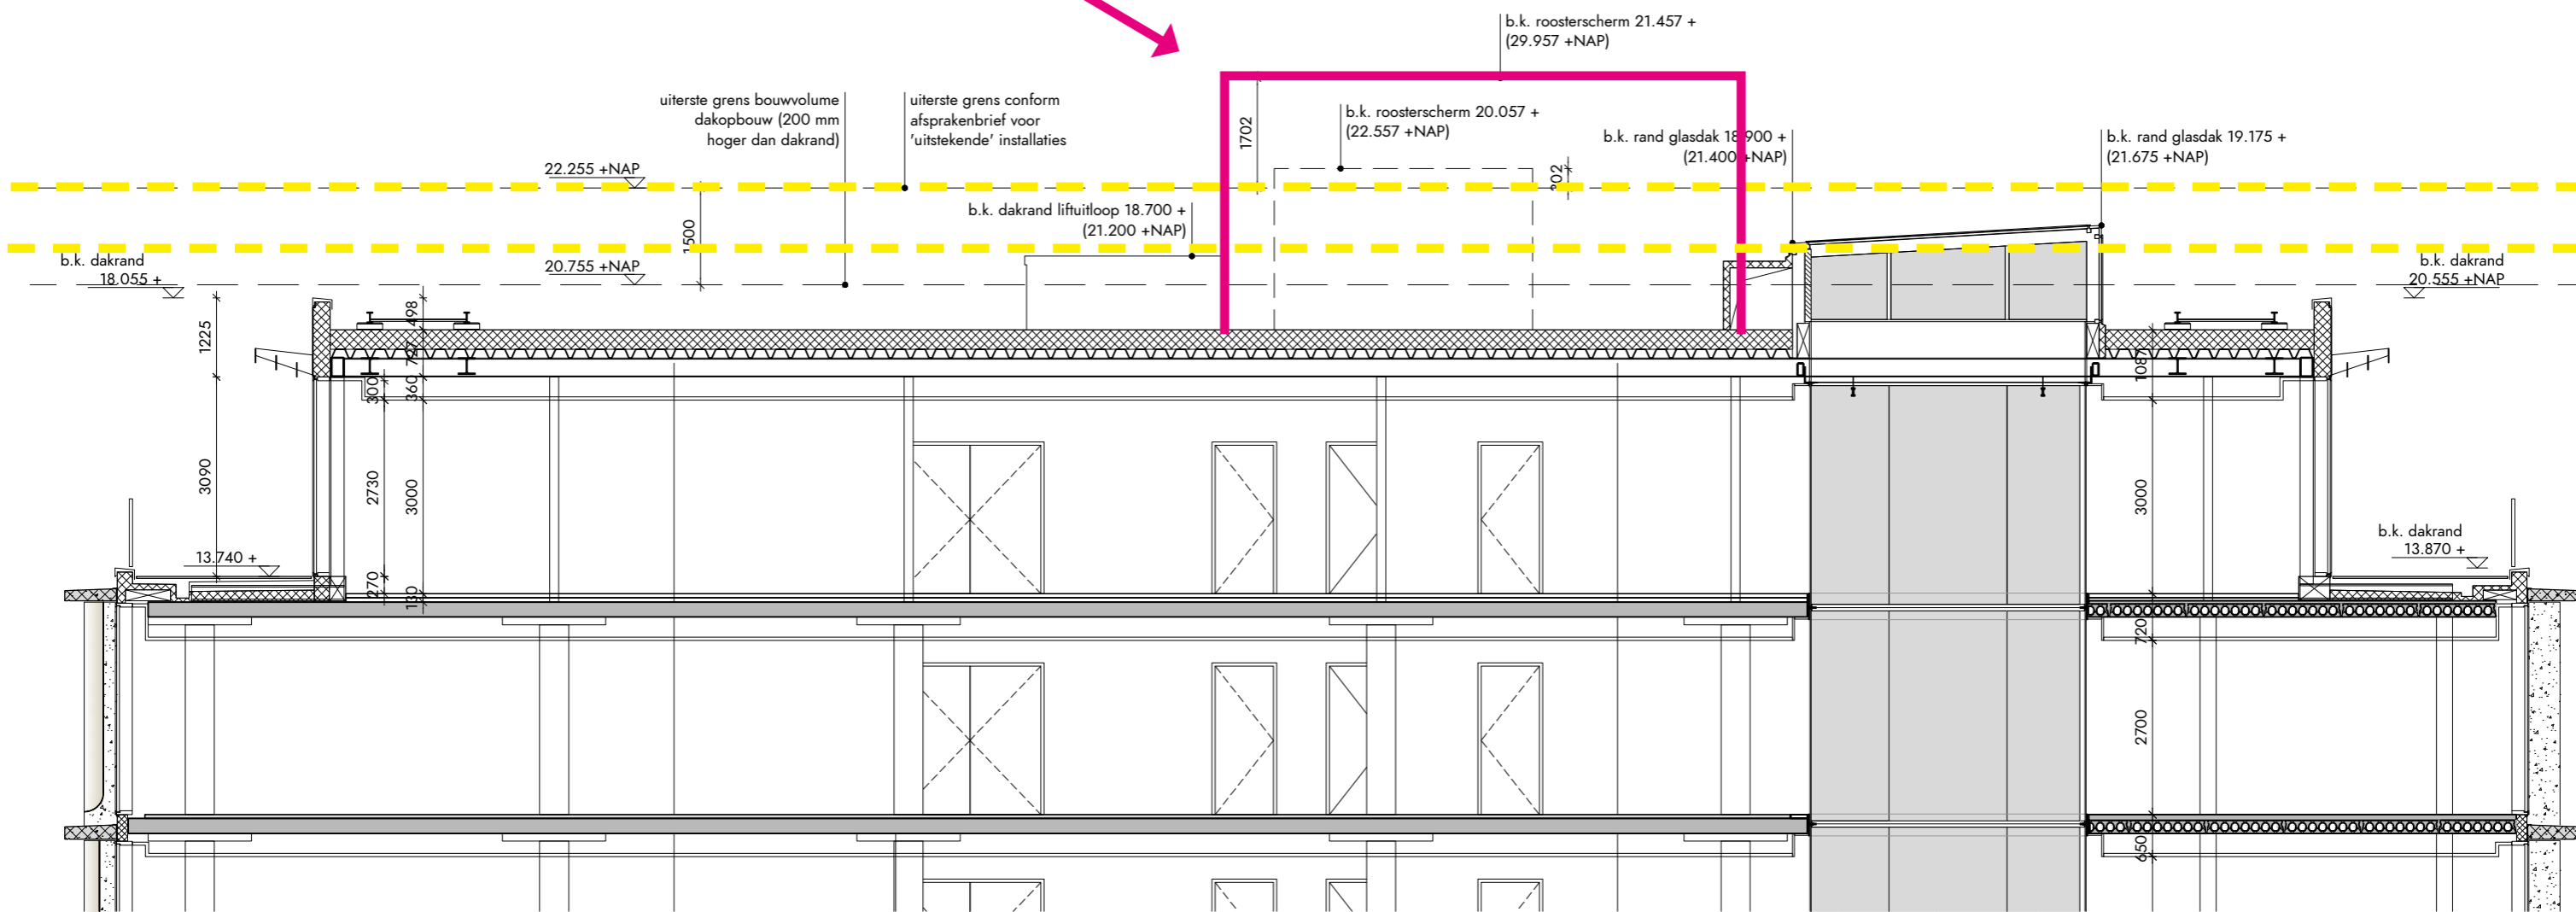 b.k. roosterscherm 21.457 +
(29.957 +NAP)
uiterste grens bouwvolume
dakopbouw (200 mm
hoger dan dakrand)
uiterste grens conform
afsprakenbrief voor
'uitstekende' installaties
1702
b.k. roosterscherm 20.057 +
(22.557 +NAP)
b.k. rand glasdak 18.900 +
(21.400 +NAP)
b.k. rand glasdak 19.175 +
(21.675 +NAP)
22.255 +NAP
302
b.k. dakrand liftuitloop 18.700 +
(21.200 +NAP)
1500
b.k. dakrand
18.055 +
20.755 +NAP
b.k. dakrand
20.555 +NAP
1225
498
727
300
360
1087
3090
2730
3000
3000
b.k. dakrand
13.870 +
13.740 +
270
130
720
2700
650